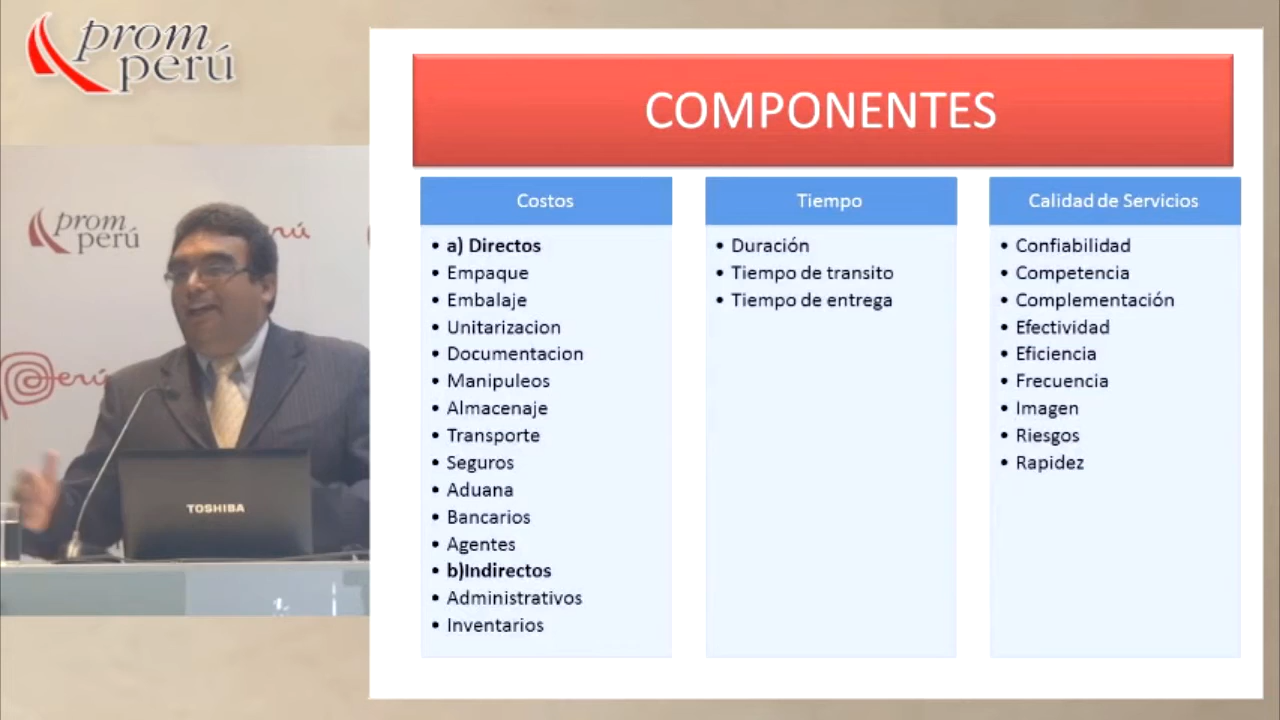 prom
perú
COMPONENTES
Costos
• a) Directos
• Empaque
• Embalaje
• Unitarizacion
• Documentacion
• Manipuleos
• Almacenaje
• Transporte
• Seguros
• Aduana
• Bancarios
• Agentes
• b)Indirectos
• Administrativos
• Inventarios
Tiempo
• Duración
• Tiempo de transito
• Tiempo de entrega
Calidad de Servicios
• Confiabilidad
• Competencia
• Complementación
• Efectividad
• Eficiencia
• Frecuencia
• Imagen
• Riesgos
• Rapidez
prom
perú
Perú
TOSHIBA